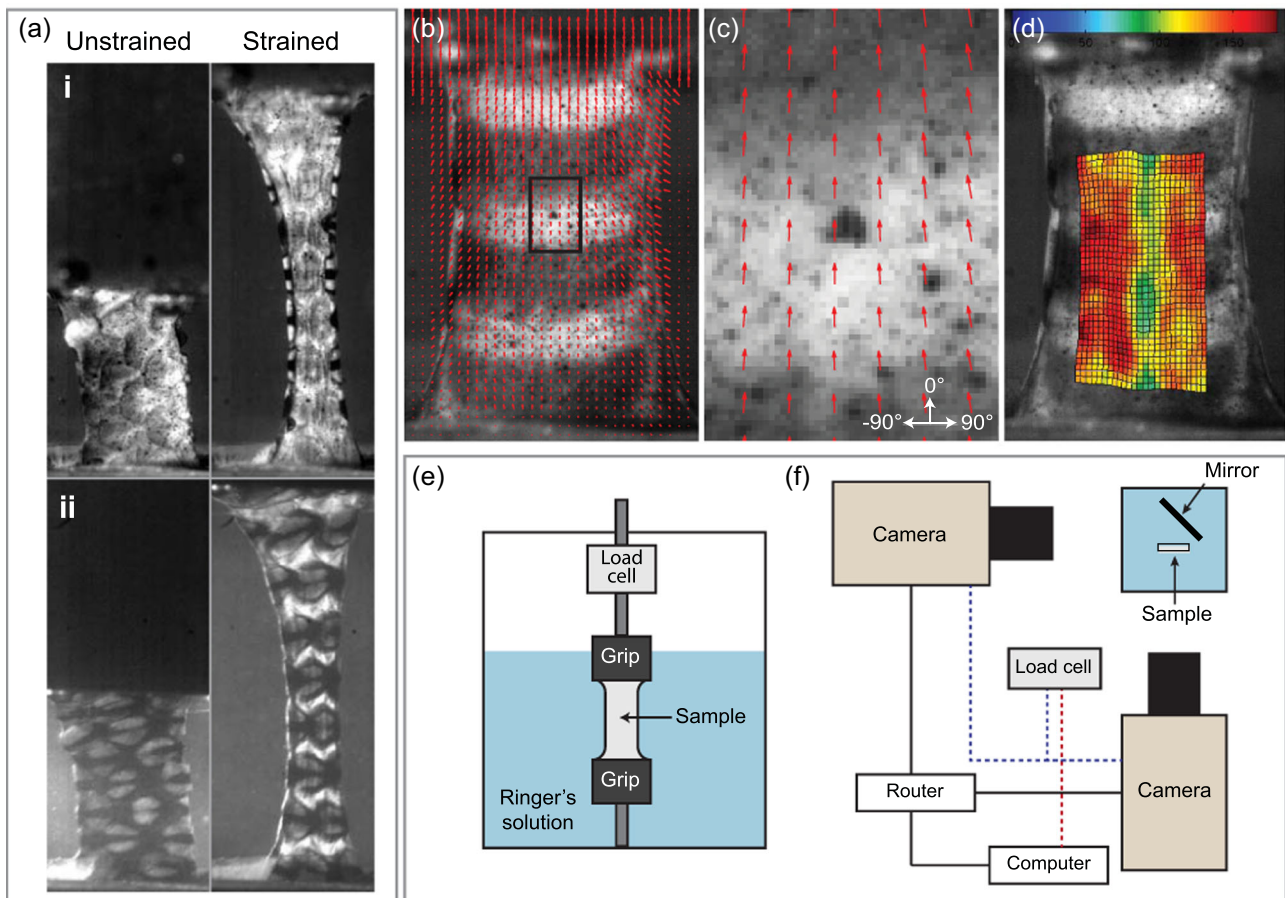 (a)
Unstrained
Strained
i
ii
(b)
(c)
0°
-90°
90°
(d)
50
100
150
(e)
Load
cell
Grip
Sample
Grip
Ringer's
solution
(f)
Camera
Mirror
Sample
Load cell
Camera
Router
Computer